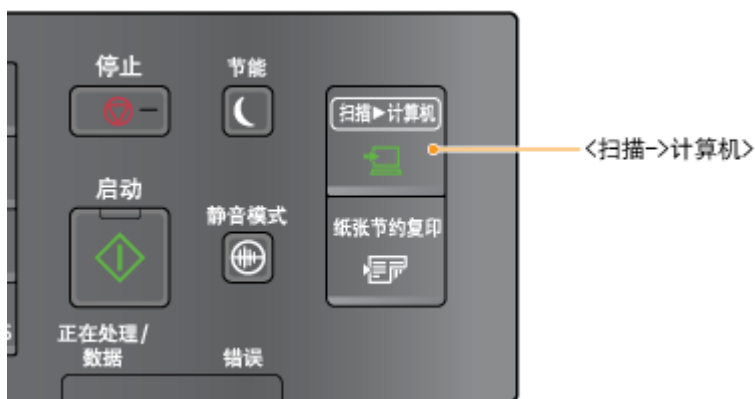 停止
节能
扫描▶计算机
<扫描->计算机>
启动
静音模式
纸张节约复印
正在处理/
数据
错误